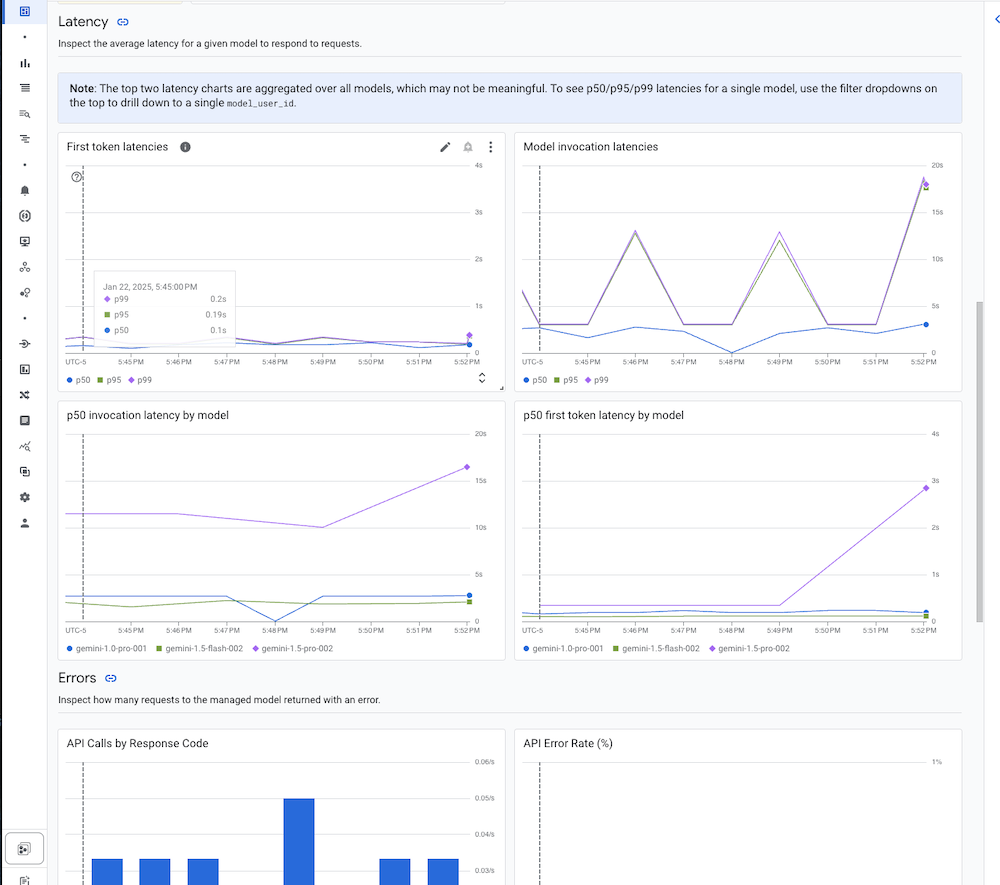 Latency
Inspect the average latency for a given model to respond to requests.
Note: The top two latency charts are aggregated over all models, which may not be meaningful. To see p50/p95/p99 latencies for a single model, use the filter dropdowns on
the top to drill down to a single model_user_id.
First token latencies
4s
3s
2s
1s
0
Jan 22, 2025, 5:45:00 PM
p99 0.2s
p95 0.19s
p50 0.1s
UTC-5 5:45 PM 5:46 PM 5:47 PM 5:48 PM 5:49 PM 5:50 PM 5:51 PM 5:52 PM
p50 p95 p99
Model invocation latencies
20s
15s
10s
5s
0
UTC-5 5:45 PM 5:46 PM 5:47 PM 5:48 PM 5:49 PM 5:50 PM 5:51 PM 5:52 PM
p50 p95 p99
p50 invocation latency by model
20s
15s
10s
5s
0
UTC-5 5:45 PM 5:46 PM 5:47 PM 5:48 PM 5:49 PM 5:50 PM 5:51 PM 5:52 PM
gemini-1.0-pro-001 gemini-1.5-flash-002 gemini-1.5-pro-002
p50 first token latency by model
4s
3s
2s
1s
0
UTC-5 5:45 PM 5:46 PM 5:47 PM 5:48 PM 5:49 PM 5:50 PM 5:51 PM 5:52 PM
gemini-1.0-pro-001 gemini-1.5-flash-002 gemini-1.5-pro-002
Errors
Inspect how many requests to the managed model returned with an error.
API Calls by Response Code
0.06/s
0.05/s
0.04/s
0.03/s
API Error Rate (%)
1%